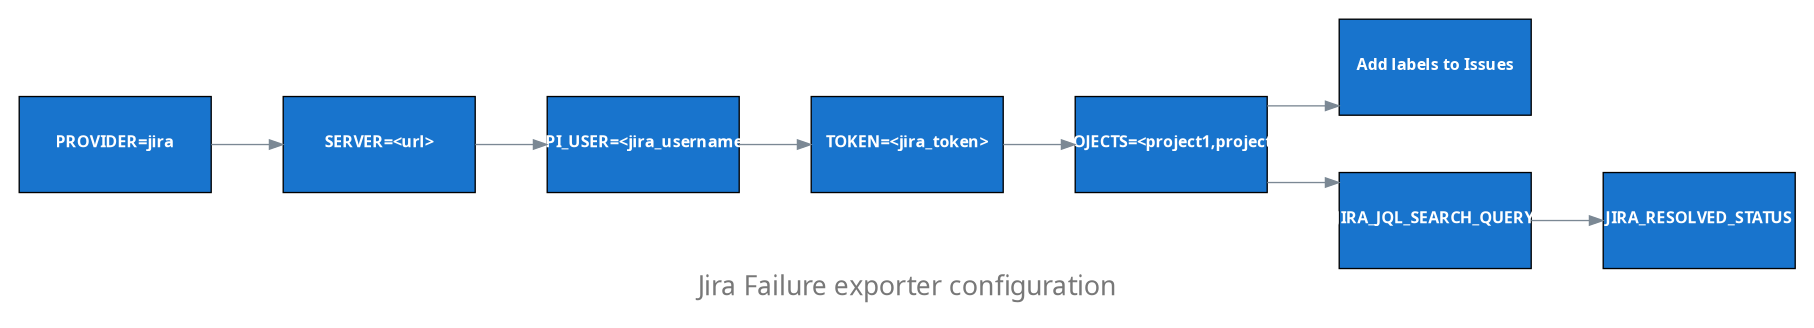 PROVIDER=jira
SERVER=<url>
PI_USER=<jira_username
TOKEN=<jira_token>
OJECTS=<project1,project
Add labels to Issues
IRA_JQL_SEARCH_QUERY
JIRA_RESOLVED_STATUS
Jira Failure exporter configuration